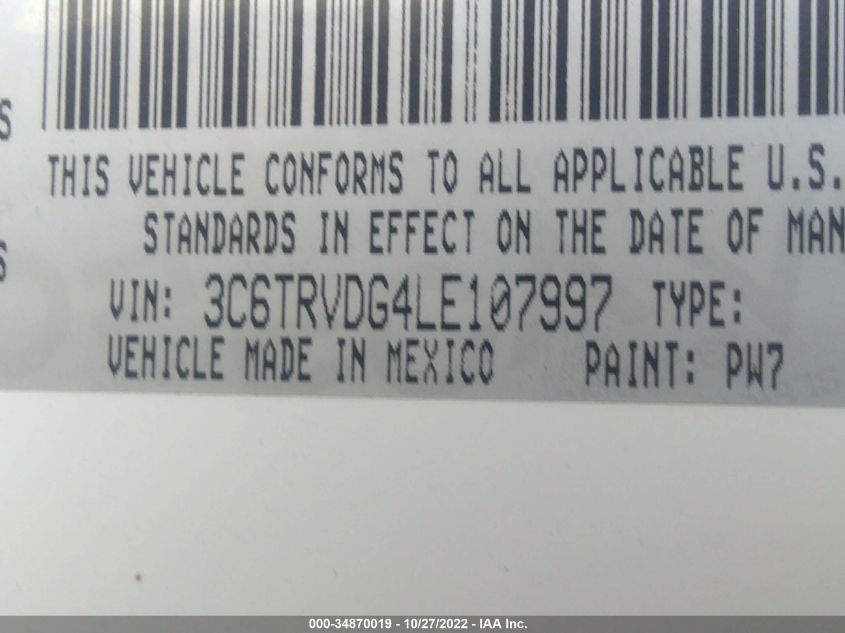 S
THIS VEHICLE CONFORMS TO ALL APPLICABLE U.S.
STANDARDS IN EFFECT ON THE DATE OF MAN
S
VIN: 3C6TRVDG4LE107997 TYPE:
VEHICLE MADE IN MEXICO PAINT: PW7
000-34870019 - 10/27/2022 - IAA Inc.